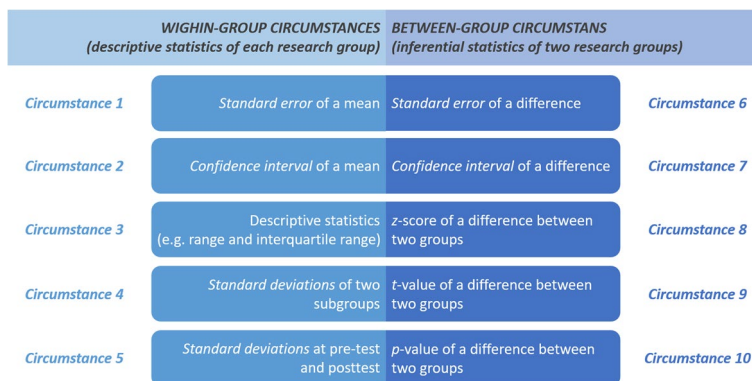 WIGHIN-GROUP CIRCUMSTANCES
(descriptive statistics of each research group)
BETWEEN-GROUP CIRCUMSTANS
(inferential statistics of two research groups)
Circumstance 1
Standard error of a mean
Standard error of a difference
Circumstance 6
Circumstance 2
Confidence interval of a mean
Confidence interval of a difference
Circumstance 7
Circumstance 3
Descriptive statistics
(e.g. range and interquartile range)
z-score of a difference between
two groups
Circumstance 8
Circumstance 4
Standard deviations of two
subgroups
t-value of a difference between
two groups
Circumstance 9
Circumstance 5
Standard deviations at pre-test
and posttest
p-value of a difference between
two groups
Circumstance 10